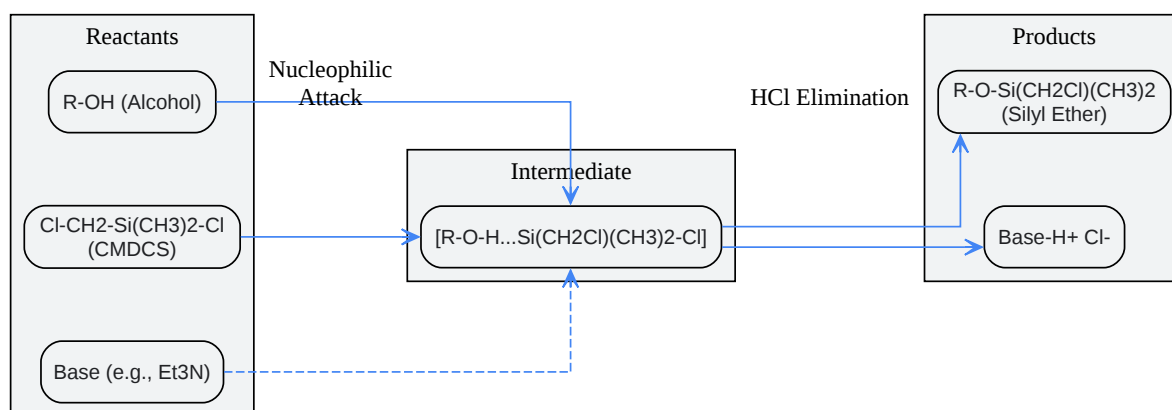 Reactants
R-OH (Alcohol)
Cl-CH2-Si(CH3)2-Cl
(CMDCS)
Base (e.g., Et3N)
Nucleophilic
Attack
Intermediate
[R-O-H...Si(CH2Cl)(CH3)2-Cl]
HCl Elimination
Products
R-O-Si(CH2Cl)(CH3)2
(Silyl Ether)
Base-H+ Cl-